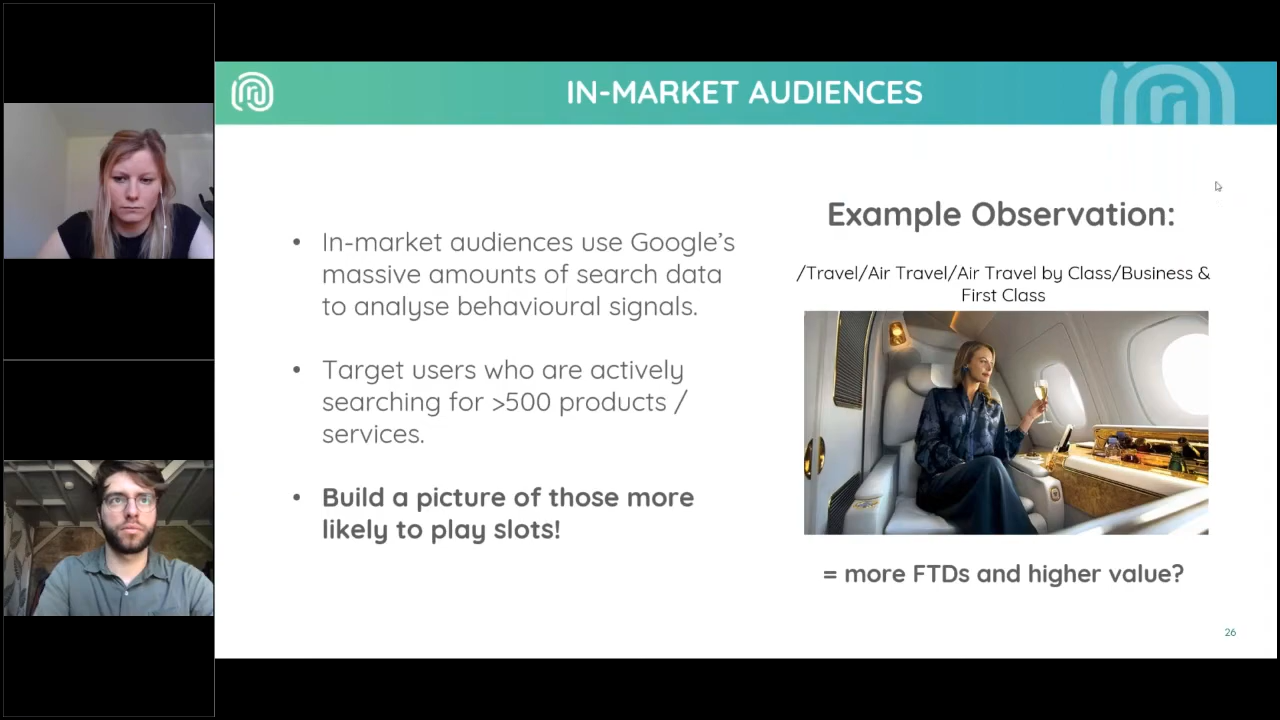 IN-MARKET AUDIENCES
• In-market audiences use Google's
massive amounts of search data
to analyse behavioural signals.
• Target users who are actively
searching for >500 products /
services.
• Build a picture of those more
likely to play slots!
Example Observation:
/Travel/Air Travel/Air Travel by Class/Business &
First Class
= more FTDs and higher value?
26